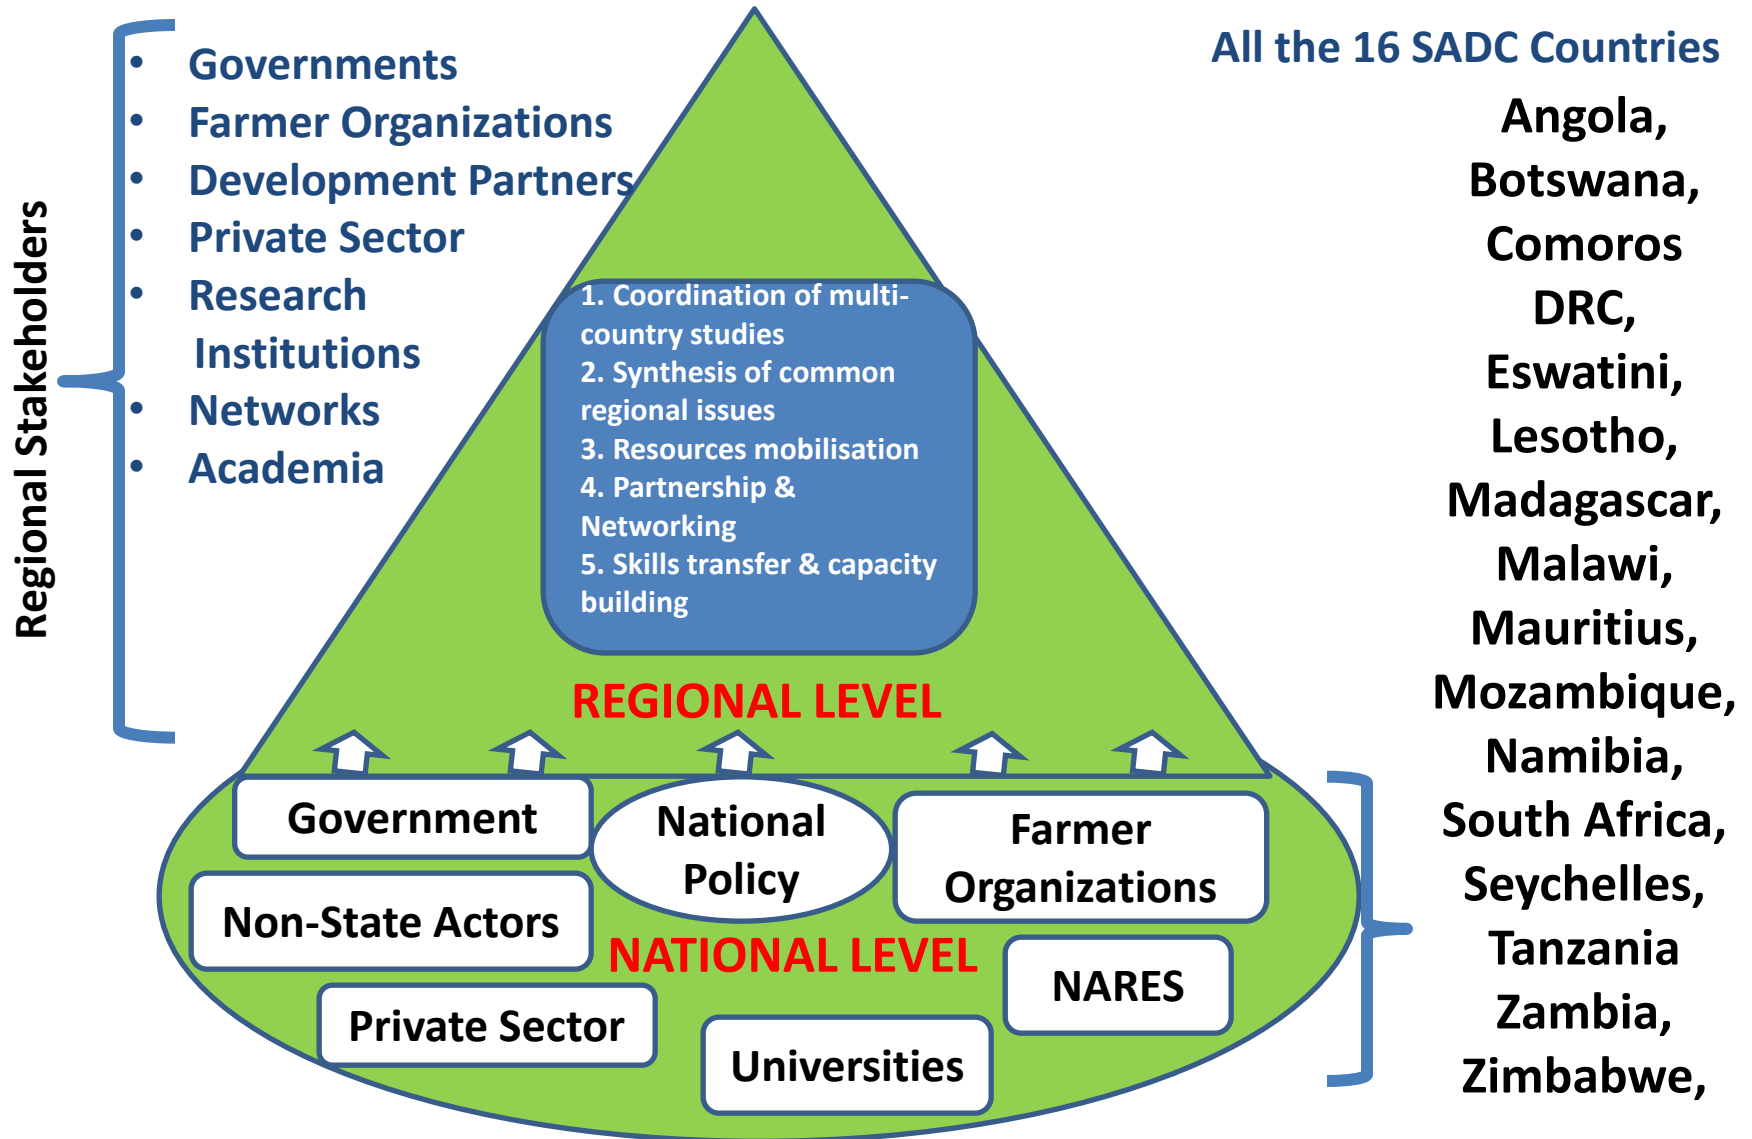 Regional Stakeholders
• Governments
• Farmer Organizations
• Development Partners
• Private Sector
• Research
Institutions
• Networks
• Academia
1. Coordination of multi-
country studies
2. Synthesis of common
regional issues
3. Resources mobilisation
4. Partnership &
Networking
5. Skills transfer & capacity
building
REGIONAL LEVEL
Government
National
Policy
Farmer
Organizations
Non-State Actors
NATIONAL LEVEL
NARES
Private Sector
Universities
All the 16 SADC Countries
Angola,
Botswana,
Comoros
DRC,
Eswatini,
Lesotho,
Madagascar,
Malawi,
Mauritius,
Mozambique,
Namibia,
South Africa,
Seychelles,
Tanzania
Zambia,
Zimbabwe,